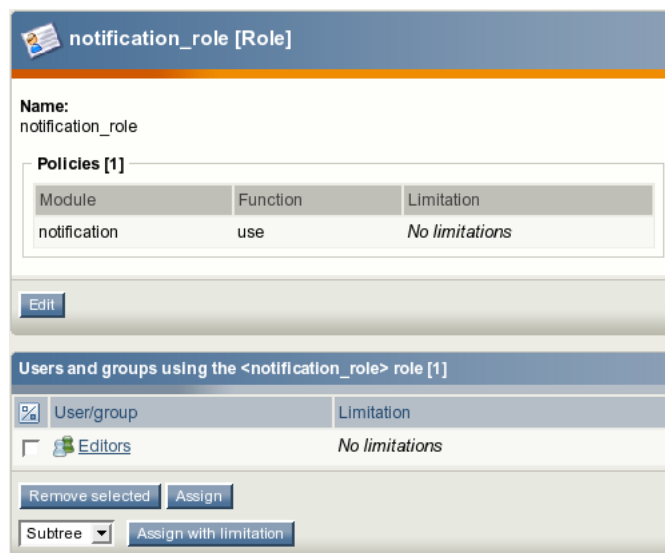 notification_role [Role]
Name:
notification_role
Policies [1]
Module Function Limitation
notification use No limitations
Edit
Users and groups using the <notification_role> role [1]
User/group Limitation
Editors No limitations
Remove selected Assign
Subtree Assign with limitation